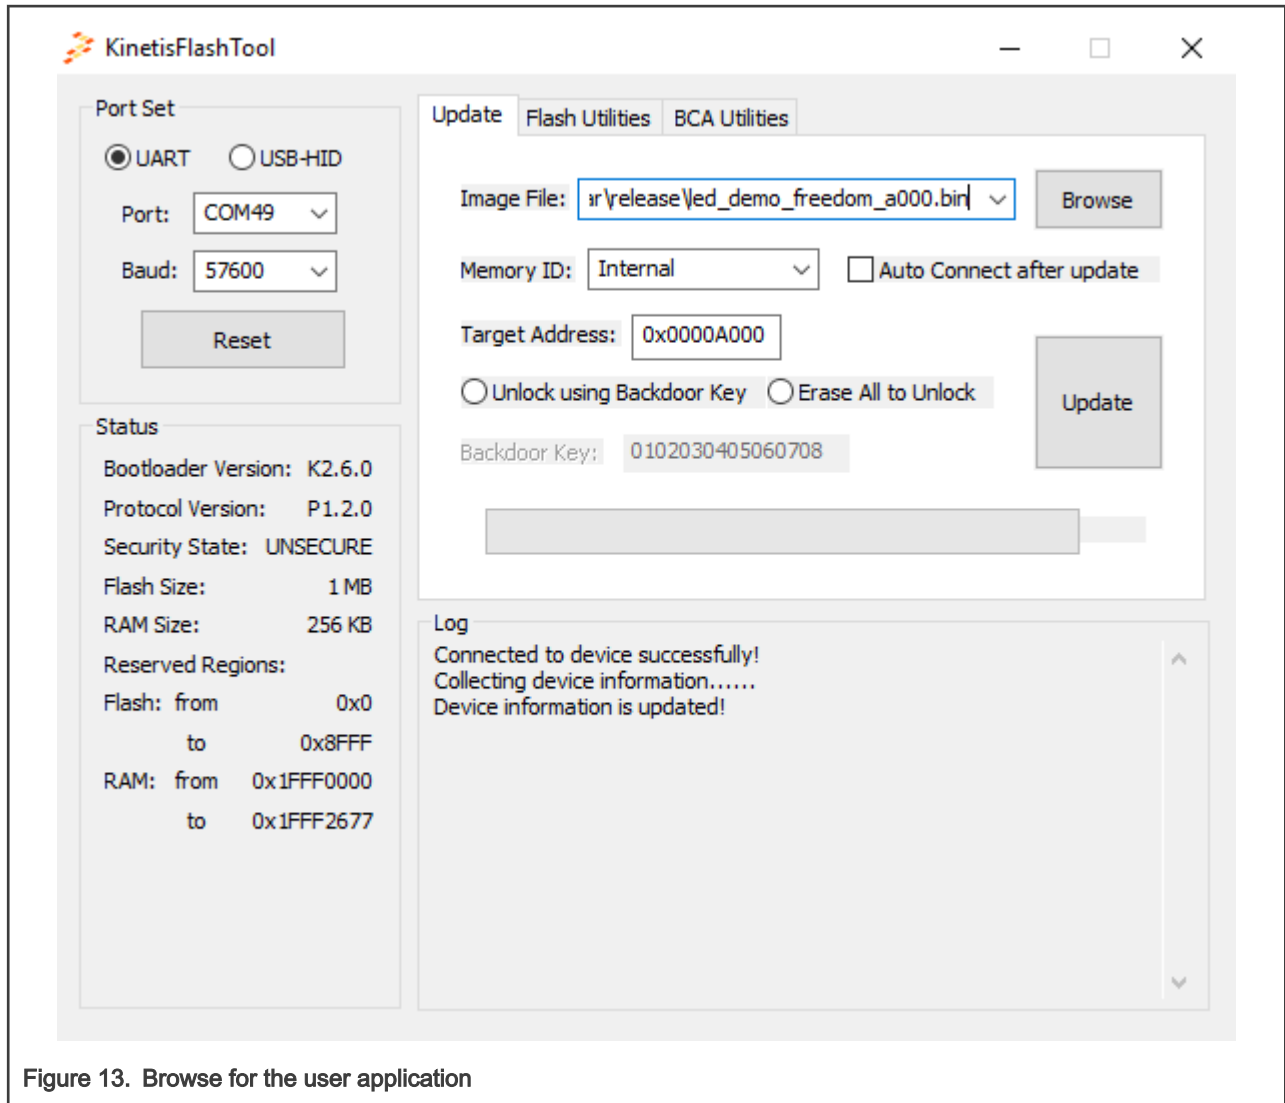 KinetisFlashTool
Port Set
UART USB-HID
Port: COM49
Baud: 57600
Reset
Status
Bootloader Version: K2.6.0
Protocol Version: P1.2.0
Security State: UNSECURE
Flash Size: 1 MB
RAM Size: 256 KB
Reserved Regions:
Flash: from 0x0
to 0x8FFF
RAM: from 0x1FFF0000
to 0x1FFF2677
Update Flash Utilities BCA Utilities
Image File: ar\release\led_demo_freedom_a000.bin Browse
Memory ID: Internal Auto Connect after update
Target Address: 0x0000A000
Unlock using Backdoor Key Erase All to Unlock
Update
Backdoor Key: 0102030405060708
Log
Connected to device successfully!
Collecting device information......
Device information is updated!
Figure 13. Browse for the user application